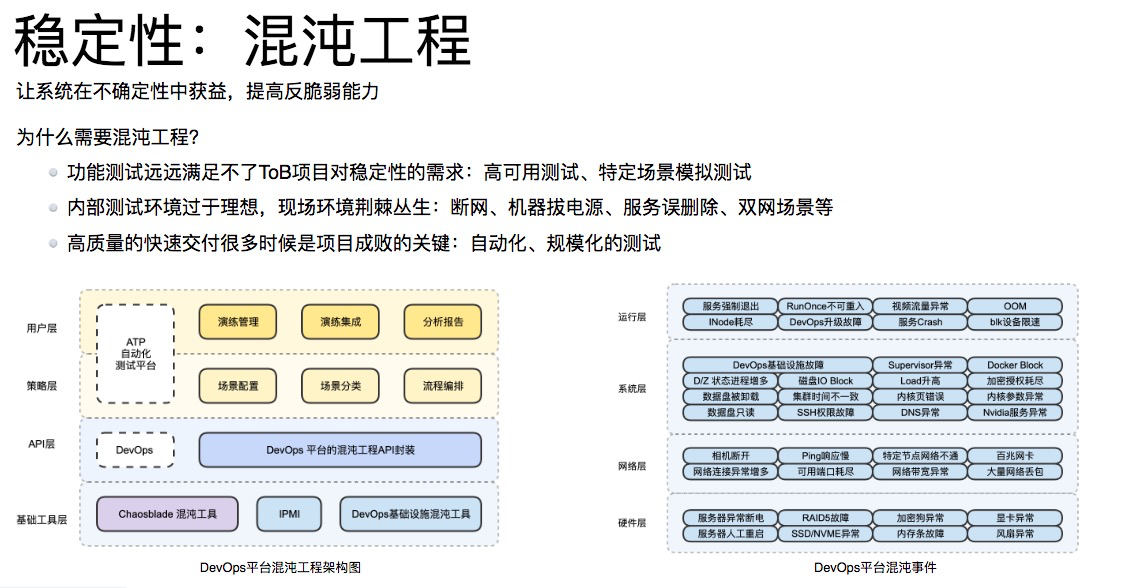 稳定性：混沌工程
让系统在不确定性中获益，提高反脆弱能力
为什么需要混沌工程?
功能测试远远满足不了ToB项目对稳定性的需求：高可用测试、特定场景模拟测试
内部测试环境过于理想，现场环境荆棘丛生：断网、机器拔电源、服务误删除、双网场景等
高质量的快速交付很多时候是项目成败的关键：自动化、规模化的测试
用户层
ATP
自动化
测试平台
演练管理 演练集成 分析报告
策略层
场景配置 场景分类 流程编排
API层
DevOps
DevOps 平台的混沌工程API封装
基础工具层
Chaosblade 混沌工具 IPMI DevOps基础设施混沌工具
DevOps平台混沌工程架构图
运行层
服务强制退出 RunOnce不可重入 视频流量异常 OOM
INode耗尽 DevOps升级故障 服务Crash blk设备限速
系统层
DevOps基础设施故障 Supervisor异常 Docker Block
D/Z 状态进程增多 磁盘IO Block Load升高 加密授权耗尽
数据盘被卸载 集群时间不一致 内核页错误 内核参数异常
数据盘只读 SSH权限故障 DNS异常 Nvidia服务异常
网络层
相机断开 Ping响应慢 特定节点网络不通 百兆网卡
网络连接异常增多 可用端口耗尽 网络带宽异常 大量网络丢包
硬件层
服务器异常断电 RAID5故障 加密狗异常 显卡异常
服务器人工重启 SSD/NVME异常 内存条故障 风扇异常
DevOps平台混沌事件